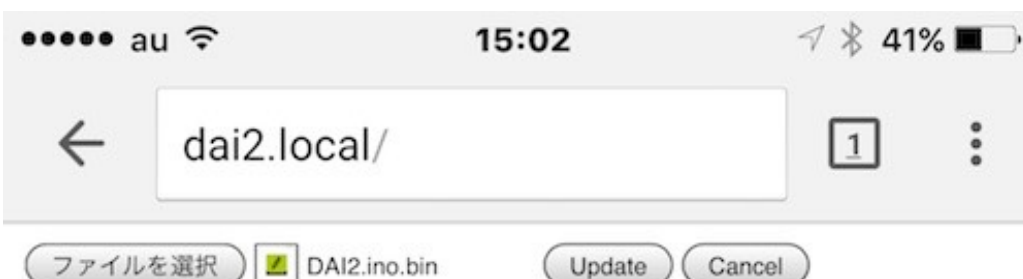 au 15:02 41%
dai2.local/ 1
ファイルを選択 DAI2.ino.bin Update Cancel